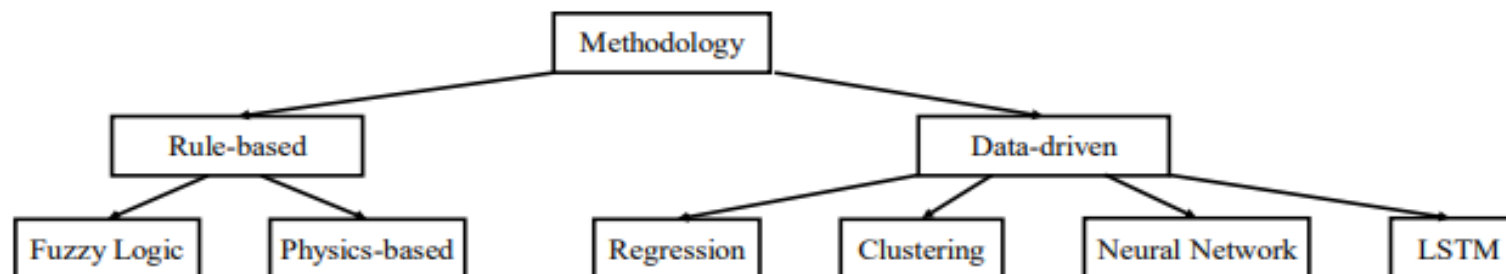 Methodology
Rule-based
Data-driven
Fuzzy Logic
Physics-based
Regression
Clustering
Neural Network
LSTM